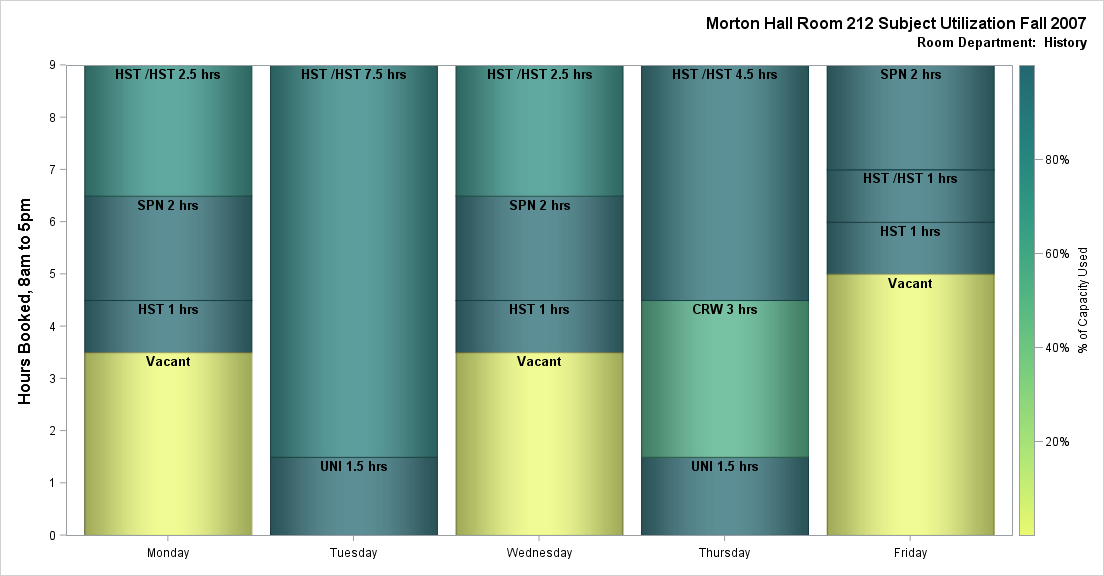 Morton Hall Room 212 Subject Utilization Fall 2007
Room Department:  History
Hours Booked, 8am to 5pm
9
8
7
6
5
4
3
2
1
0
HST /HST 2.5 hrs
SPN 2 hrs
HST 1 hrs
Vacant
HST /HST 7.5 hrs
UNI 1.5 hrs
HST /HST 2.5 hrs
SPN 2 hrs
HST 1 hrs
Vacant
HST /HST 4.5 hrs
CRW 3 hrs
UNI 1.5 hrs
SPN 2 hrs
HST /HST 1 hrs
HST 1 hrs
Vacant
Monday
Tuesday
Wednesday
Thursday
Friday
80%
60%
40%
20%
% of Capacity Used